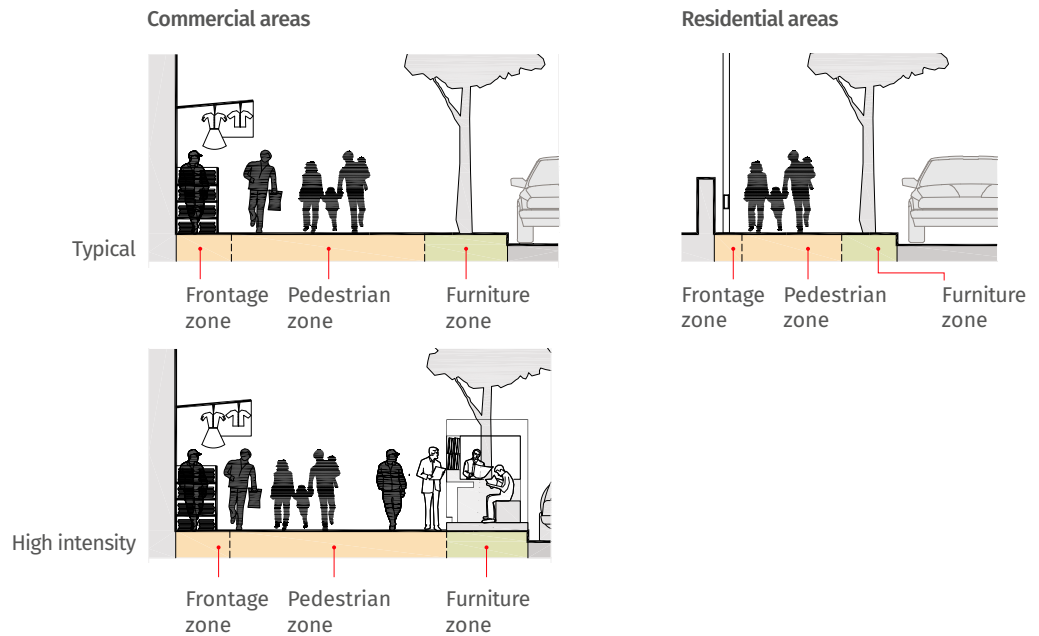 Commercial areas
Residential areas
Typical
Frontage
zone
Pedestrian
zone
Furniture
zone
Frontage
zone
Pedestrian
zone
Furniture
zone
High intensity
Frontage
zone
Pedestrian
zone
Furniture
zone